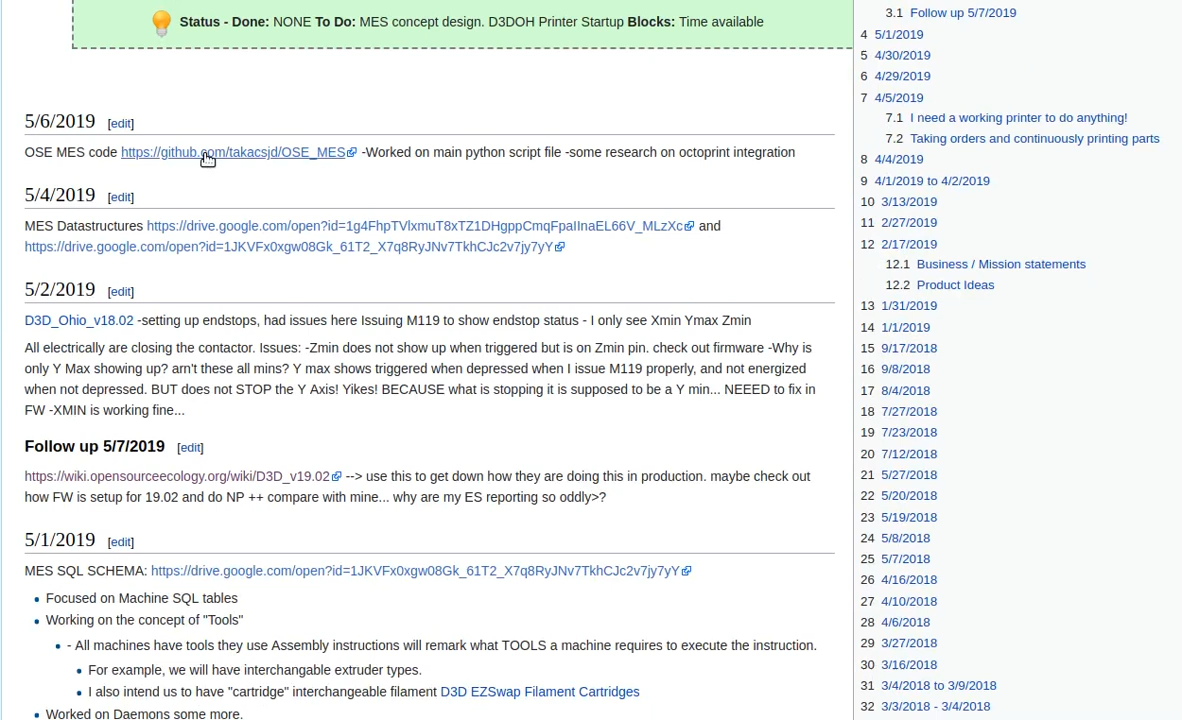 Status - Done: NONE To Do: MES concept design. D3DOH Printer Startup Blocks: Time available
5/6/2019 [edit]
OSE MES code https://github.com/takacsjd/OSE_MES -Worked on main python script file -some research on octoprint integration
5/4/2019 [edit]
MES Datastructures https://drive.google.com/open?id=1g4FhpTVlxmuT8xTZ1DHgppCmqFpaIInaEL66V_MLzXc and
https://drive.google.com/open?id=1JKVFx0xgw08Gk_61T2_X7q8RyJNv7TkhCJc2v7jy7yY
5/2/2019 [edit]
D3D_Ohio_v18.02 -setting up endstops, had issues here Issuing M119 to show endstop status - I only see Xmin Ymax Zmin
All electrically are closing the contactor. Issues: -Zmin does not show up when triggered but is on Zmin pin. check out firmware -Why is
only Y Max showing up? arn't these all mins? Y max shows triggered when depressed when I issue M119 properly, and not energized
when not depressed. BUT does not STOP the Y Axis! Yikes! BECAUSE what is stopping it is supposed to be a Y min... NEEED to fix in
FW -XMIN is working fine...
Follow up 5/7/2019 [edit]
https://wiki.opensourceecology.org/wiki/D3D_v19.02 --> use this to get down how they are doing this in production. maybe check out
how FW is setup for 19.02 and do NP ++ compare with mine... why are my ES reporting so oddly>?
5/1/2019 [edit]
MES SQL SCHEMA: https://drive.google.com/open?id=1JKVFx0xgw08Gk_61T2_X7q8RyJNv7TkhCJc2v7jy7yY
• Focused on Machine SQL tables
• Working on the concept of "Tools"
• - All machines have tools they use Assembly instructions will remark what TOOLS a machine requires to execute the instruction.
• For example, we will have interchangable extruder types.
• I also intend us to have "cartridge" interchangeable filament D3D EZSwap Filament Cartridges
• Worked on Daemons some more.
3.1 Follow up 5/7/2019
4 5/1/2019
5 4/30/2019
6 4/29/2019
7 4/5/2019
7.1 I need a working printer to do anything!
7.2 Taking orders and continuously printing parts
8 4/4/2019
9 4/1/2019 to 4/2/2019
10 3/13/2019
11 2/27/2019
12 2/17/2019
12.1 Business / Mission statements
12.2 Product Ideas
13 1/31/2019
14 1/1/2019
15 9/17/2018
16 9/8/2018
17 8/4/2018
18 7/27/2018
19 7/23/2018
20 7/12/2018
21 5/27/2018
22 5/20/2018
23 5/19/2018
24 5/8/2018
25 5/7/2018
26 4/16/2018
27 4/10/2018
28 4/6/2018
29 3/27/2018
30 3/16/2018
31 3/4/2018 to 3/9/2018
32 3/3/2018 - 3/4/2018